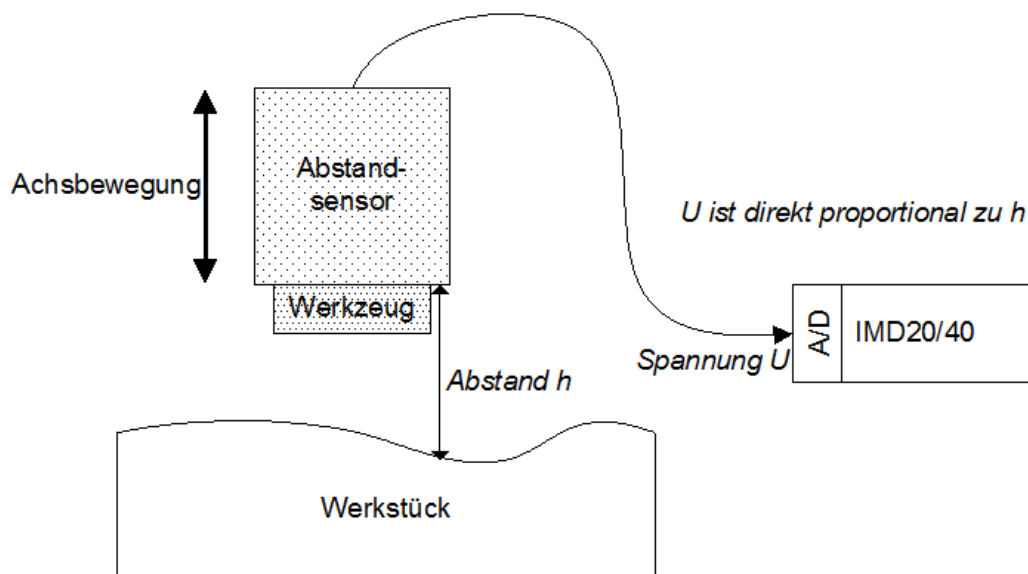 Abstand-
sensor
Achsbewegung
U ist direkt proportional zu h
Werkzeug
A/D
IMD20/40
Spannung U
Abstand h
Werkstück